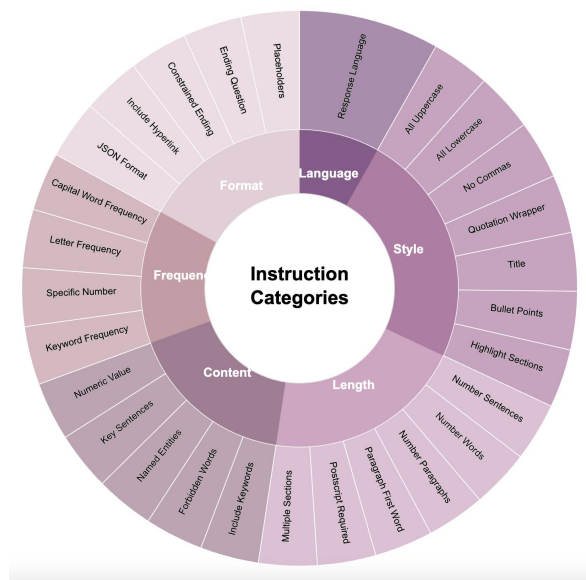 Instruction
Categories
Language
Style
Length
Content
Frequenc
Format
Response Language
All Uppercase
All Lowercase
No Commas
Quotation Wrapper
Title
Bullet Points
Highlight Sections
Number Sentences
Number Words
Number Paragraphs
Paragraph First Word
Postscript Required
Multiple Sections
Include Keywords
Forbidden Words
Named Entities
Key Sentences
Numeric Value
Keyword Frequency
Specific Number
Letter Frequency
Capital Word Frequency
JSON Format
Include Hyperlink
Constrained Ending
Ending Question
Placeholders